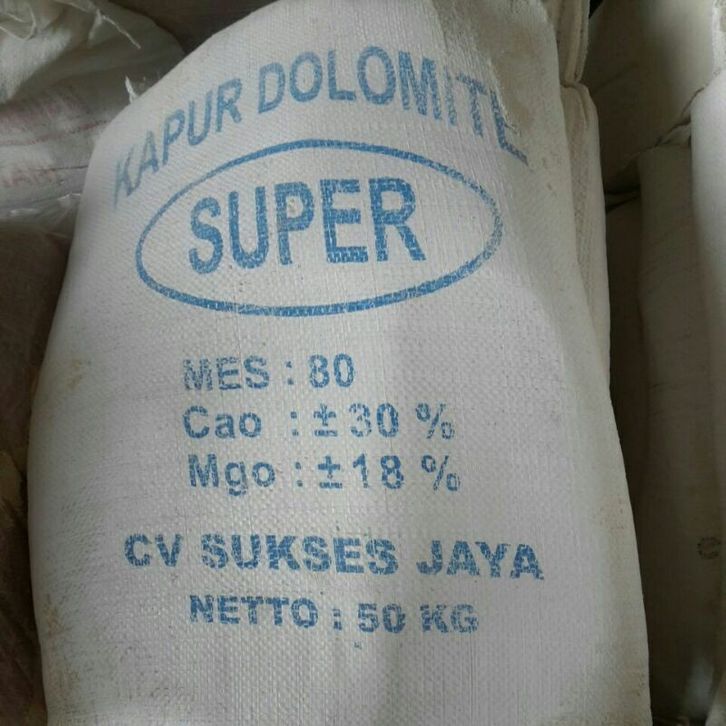 KAPUR DOLOMITE
SUPER
MES : 80
Cao : ±30 %
Mgo : ±18 %
CV SUKSES JAYA
NETTO : 50 KG